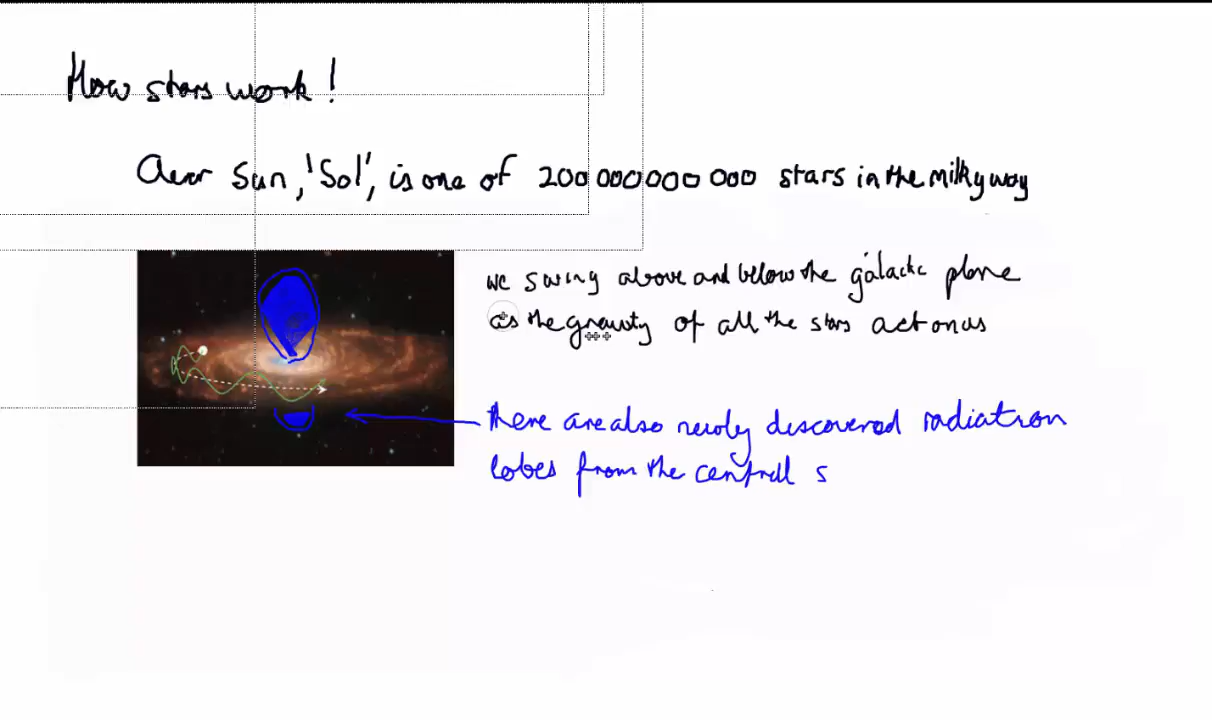 How stars work!
Our Sun, 'Sol', is one of 200 000 000 000 stars in the milky way
we swing above and below the galactic plane
as the gravity of all the stars act on us
there are also newly discovered radiation
lobes from the central s